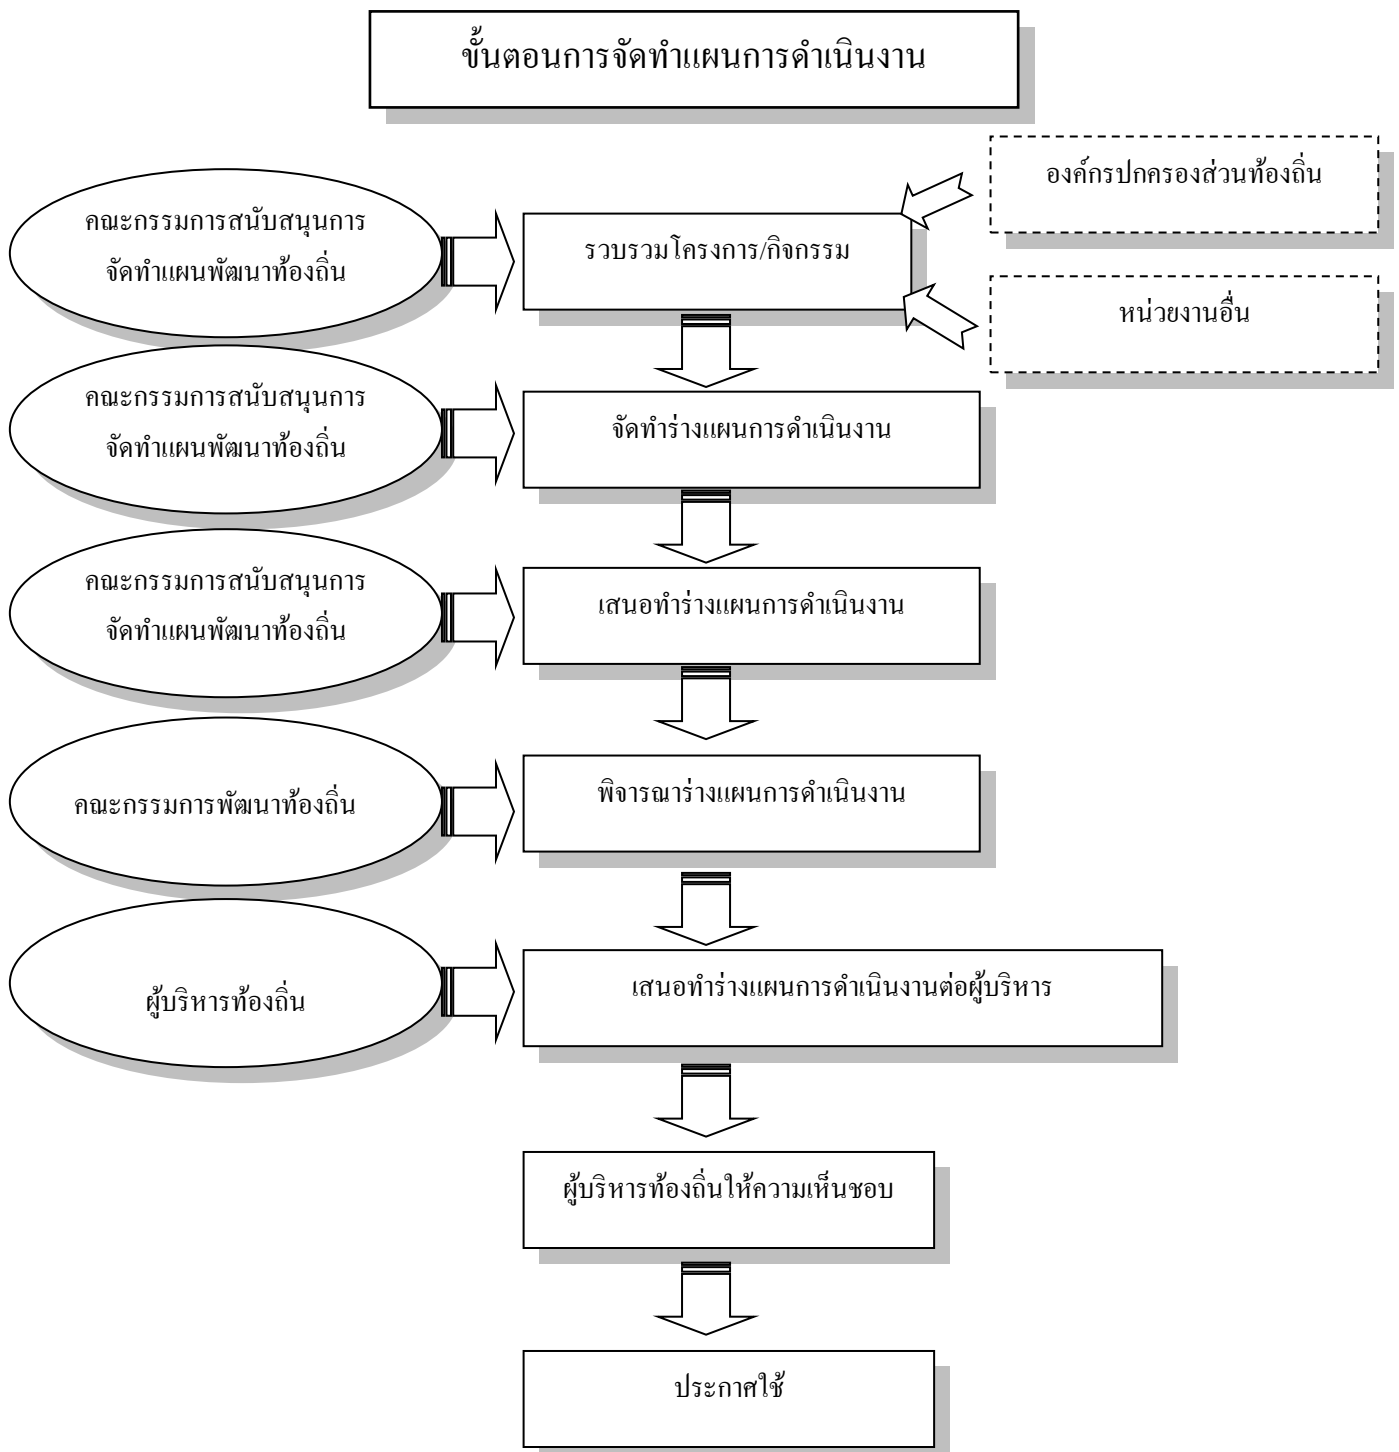 ขั้นตอนการจัดทำแผนการดำเนินงาน
องค์กรปกครองส่วนท้องถิ่น
คณะกรรมการสนับสนุนการ
จัดทำแผนพัฒนาท้องถิ่น
รวบรวมโครงการ/กิจกรรม
หน่วยงานอื่น
คณะกรรมการสนับสนุนการ
จัดทำแผนพัฒนาท้องถิ่น
จัดทำร่างแผนการดำเนินงาน
คณะกรรมการสนับสนุนการ
จัดทำแผนพัฒนาท้องถิ่น
เสนอทำร่างแผนการดำเนินงาน
คณะกรรมการพัฒนาท้องถิ่น
พิจารณาร่างแผนการดำเนินงาน
ผู้บริหารท้องถิ่น
เสนอทำร่างแผนการดำเนินงานต่อผู้บริหาร
ผู้บริหารท้องถิ่นให้ความเห็นชอบ
ประกาศใช้